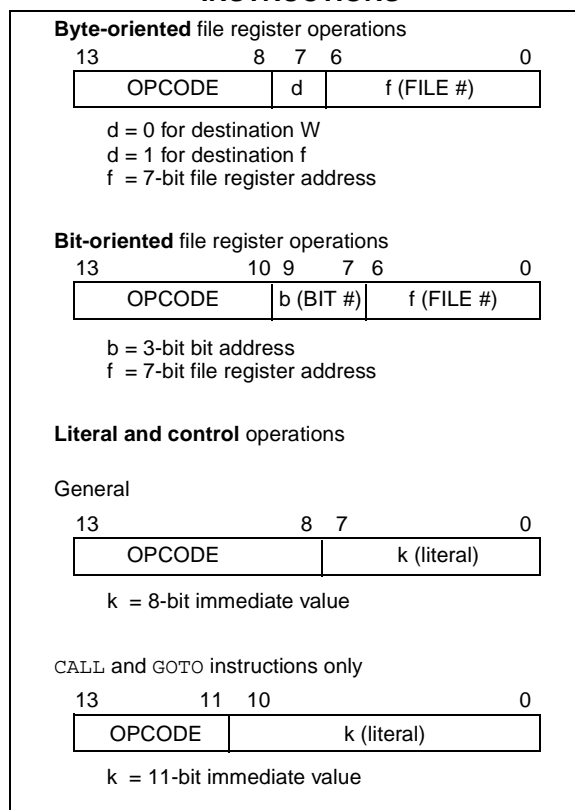 INSTRUCTIONS
Byte-oriented file register operations
13 8 7 6 0
OPCODE d f (FILE #)
d = 0 for destination W
d = 1 for destination f
f = 7-bit file register address
Bit-oriented file register operations
13 10 9 7 6 0
OPCODE b (BIT #) f (FILE #)
b = 3-bit bit address
f = 7-bit file register address
Literal and control operations
General
13 8 7 0
OPCODE k (literal)
k = 8-bit immediate value
CALL and GOTO instructions only
13 11 10 0
OPCODE k (literal)
k = 11-bit immediate value